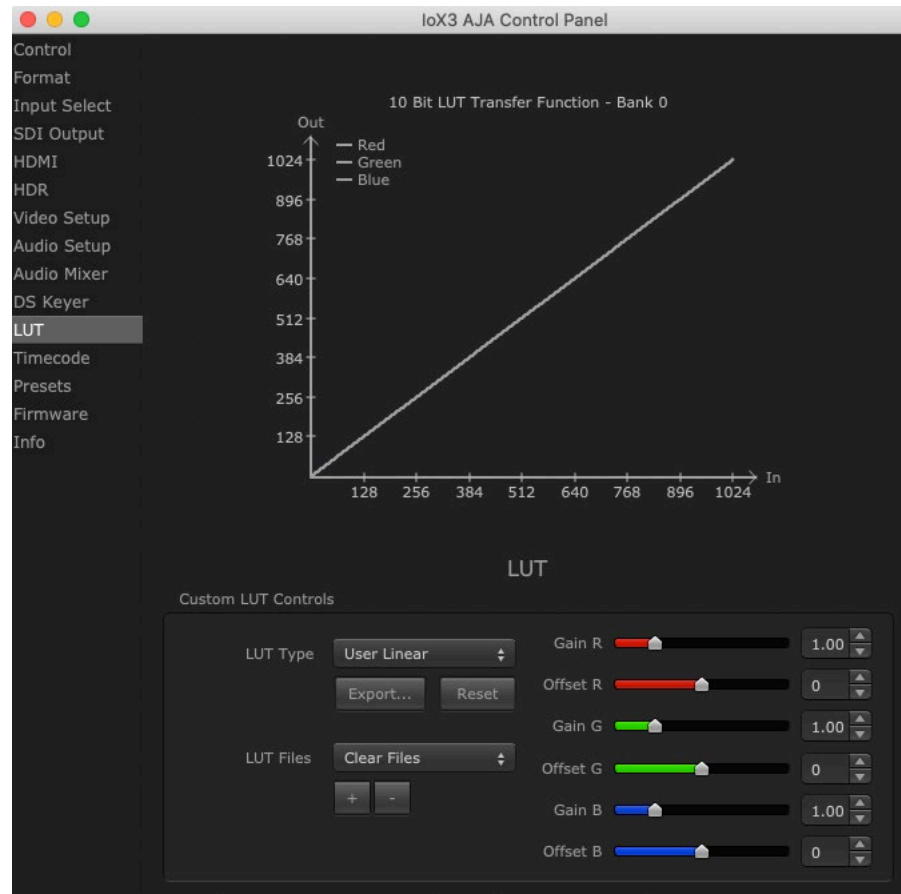 IoX3 AJA Control Panel
Control
Format
Input Select
SDI Output
HDMI
HDR
Video Setup
Audio Setup
Audio Mixer
DS Keyer
LUT
Timecode
Presets
Firmware
Info
10 Bit LUT Transfer Function - Bank 0
Out
Red
Green
Blue
1024
896
768
640
512
384
256
128
128 256 384 512 640 768 896 1024 In
LUT
Custom LUT Controls
LUT Type User Linear
Export... Reset
LUT Files Clear Files
+ -
Gain R 1.00
Offset R 0
Gain G 1.00
Offset G 0
Gain B 1.00
Offset B 0